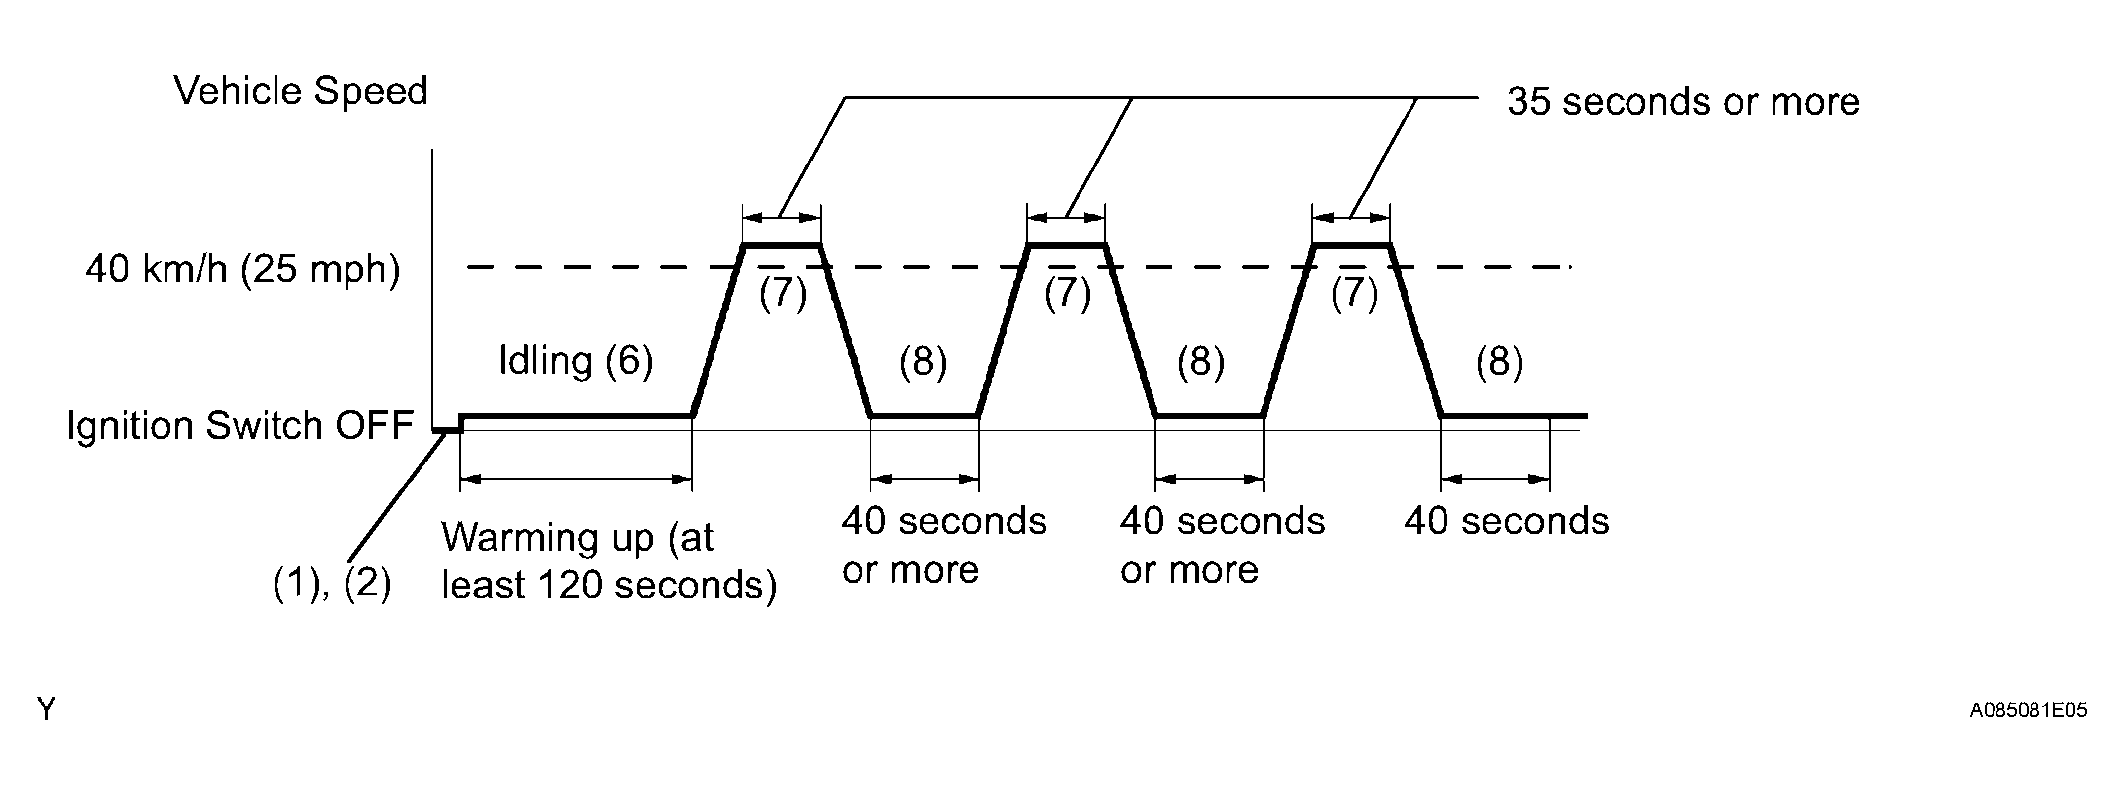 Vehicle Speed
35 seconds or more
40 km/h (25 mph)
(7)
(7)
(7)
Idling (6)
(8)
(8)
(8)
Ignition Switch OFF
Warming up (at
least 120 seconds)
40 seconds
or more
40 seconds
or more
40 seconds
(1), (2)
Y
A085081E05